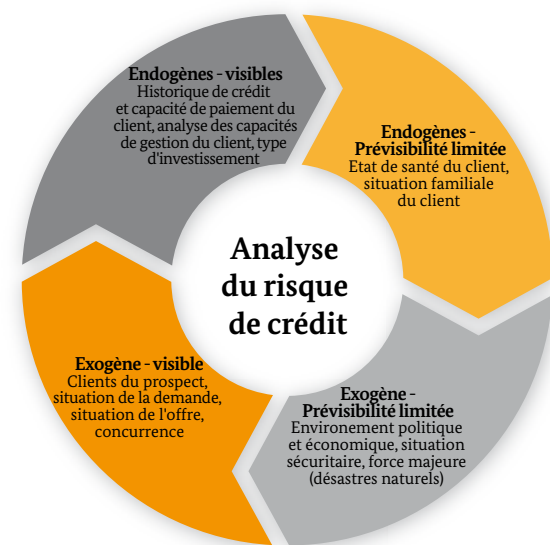 Endogènes - visibles
Historique de crédit
et capacité de paiement du
client, analyse des capacités
de gestion du client, type
d'investissement
Endogènes -
Prévisibilité limitée
Etat de santé du client,
situation familiale
du client
Analyse
du risque
de crédit
Exogène - visible
Clients du prospect,
situation de la demande,
situation de l'offre,
concurrence
Exogène -
Prévisibilité limitée
Environement politique
et économique, situation
sécuritaire, force majeure
(désastres naturels)